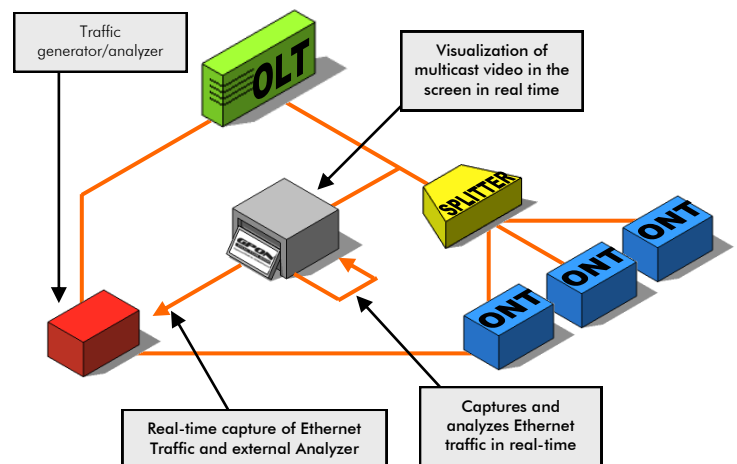 Traffic
generator/analyzer
OLT
Visualization of
multicast video in the
screen in real time
SPLITTER
ONT
ONT
ONT
GPON
Real-time capture of Ethernet
Traffic and external Analyzer
Captures and
analyzes Ethernet
traffic in real-time